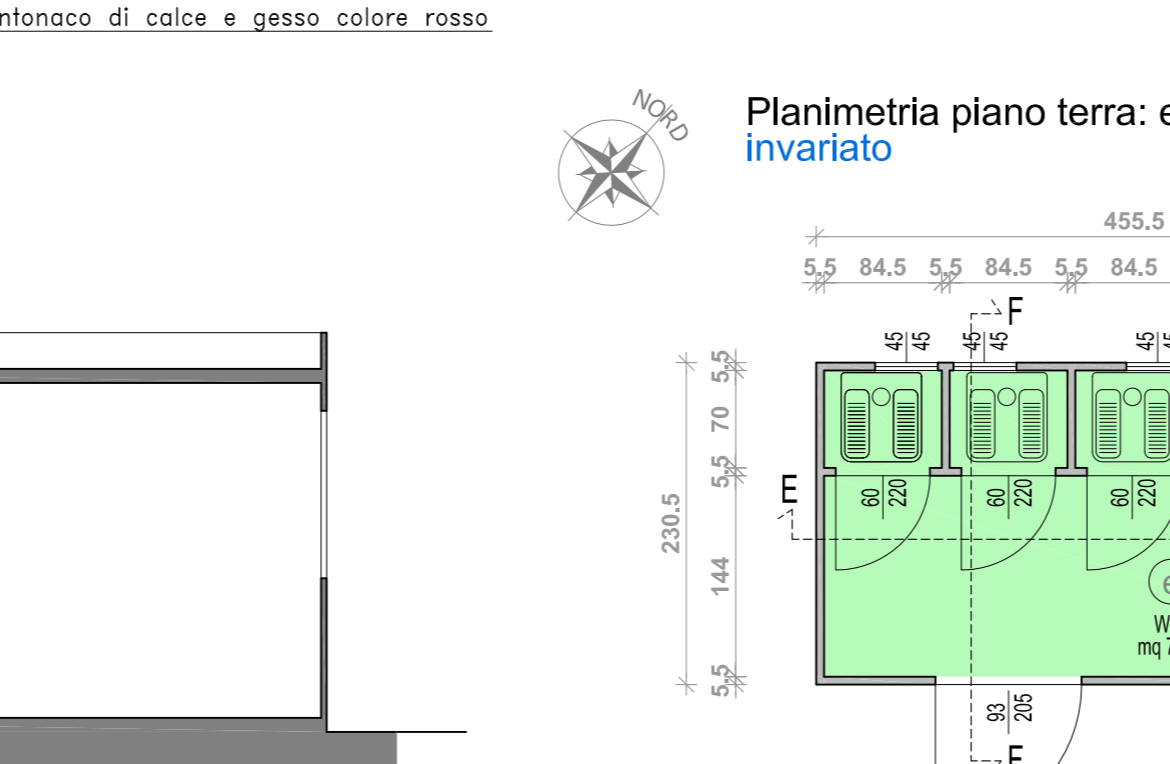 intonaco di calce e gesso colore rosso
NORD
Planimetria piano terra:
invariato
455.5
5.5 84.5 5.5 84.5 5.5 84.5
F
45 45 45 45 45
5.5
70
5.5
230.5
144
5.5
E
60 220 60 220 60 220
mq
93 205
F